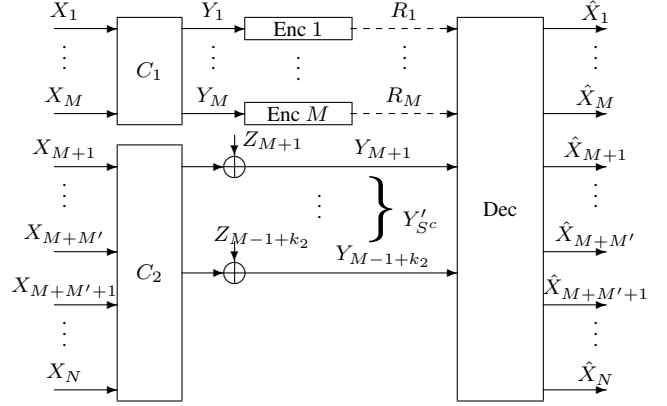 X_1 Y_1 Enc 1 R_1 X̂_1
⋮ C_1 ⋮ ⋮ ⋮ ⋮
X_M Y_M Enc M R_M X̂_M
X_{M+1} Z_{M+1} Y_{M+1} X̂_{M+1}
⋮ ⋮ } Y'_{S^c} Dec ⋮
X_{M+M'} C_2 Z_{M-1+k_2} Y_{M-1+k_2} X̂_{M+M'}
X_{M+M'+1} X̂_{M+M'+1}
⋮ ⋮
X_N X̂_N